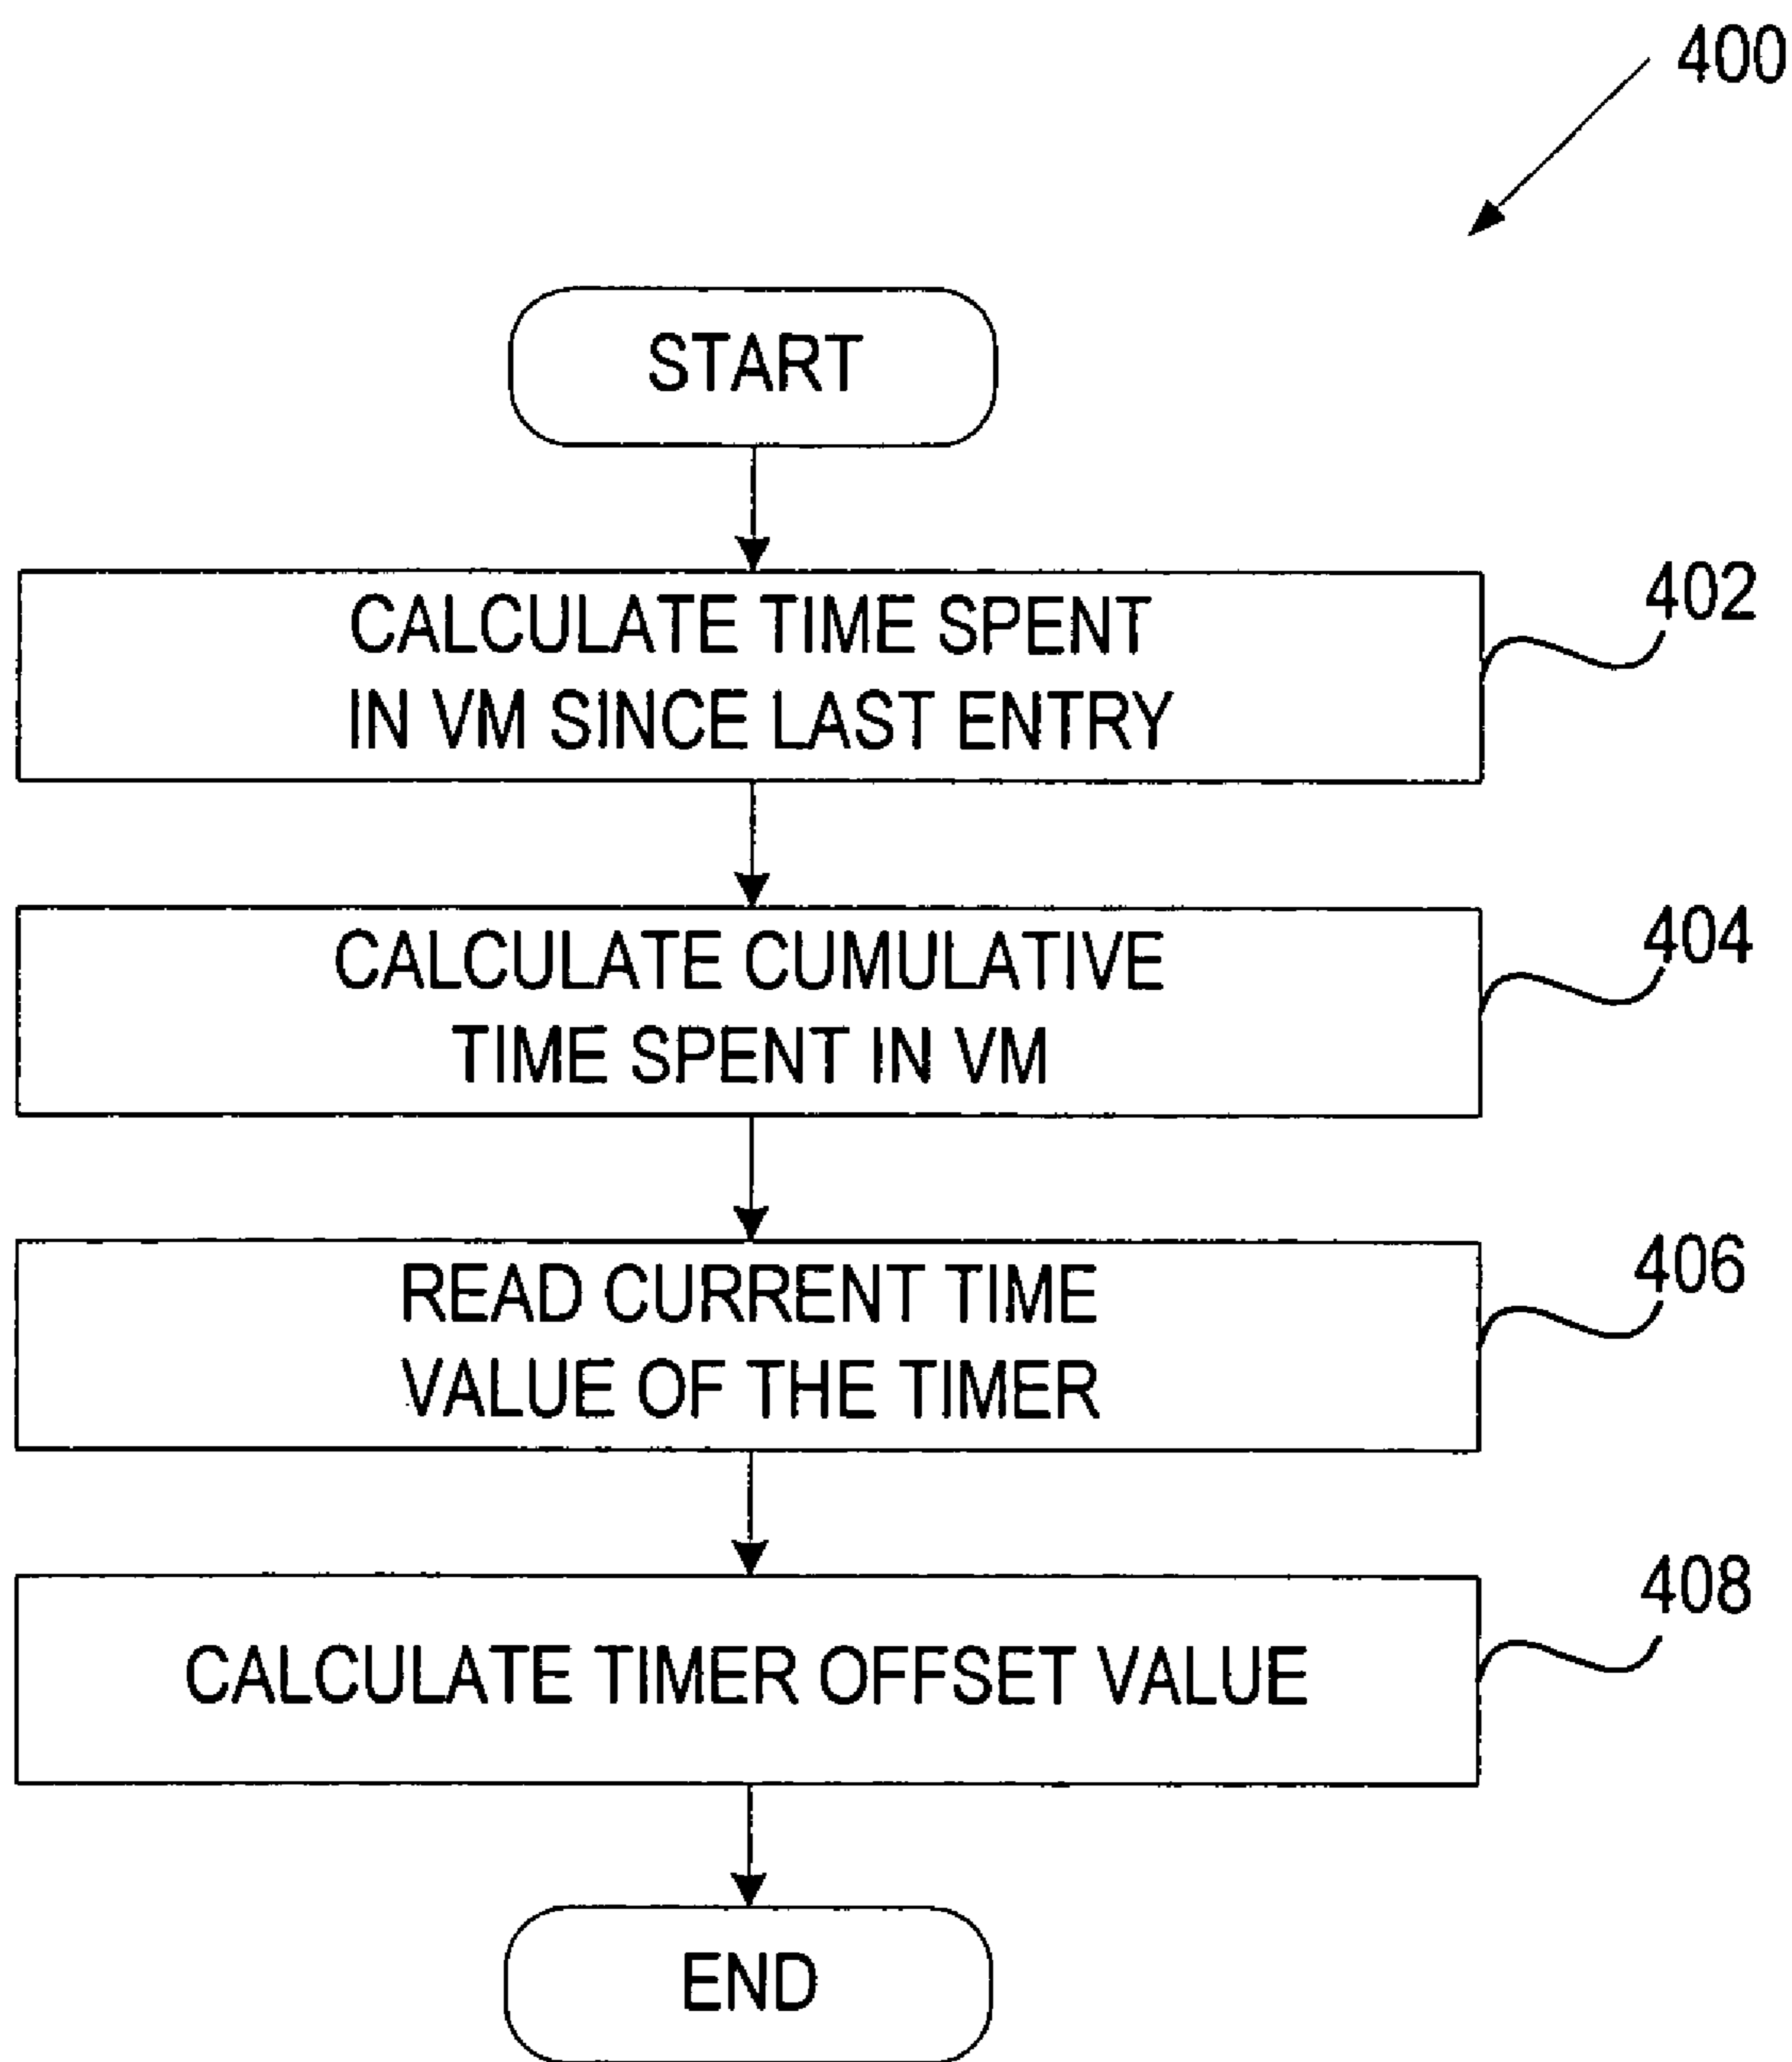 400
START
CALCULATE TIME SPENT
IN VM SINCE LAST ENTRY
402
CALCULATE CUMULATIVE
TIME SPENT IN VM
404
READ CURRENT TIME
VALUE OF THE TIMER
406
CALCULATE TIMER OFFSET VALUE
408
END